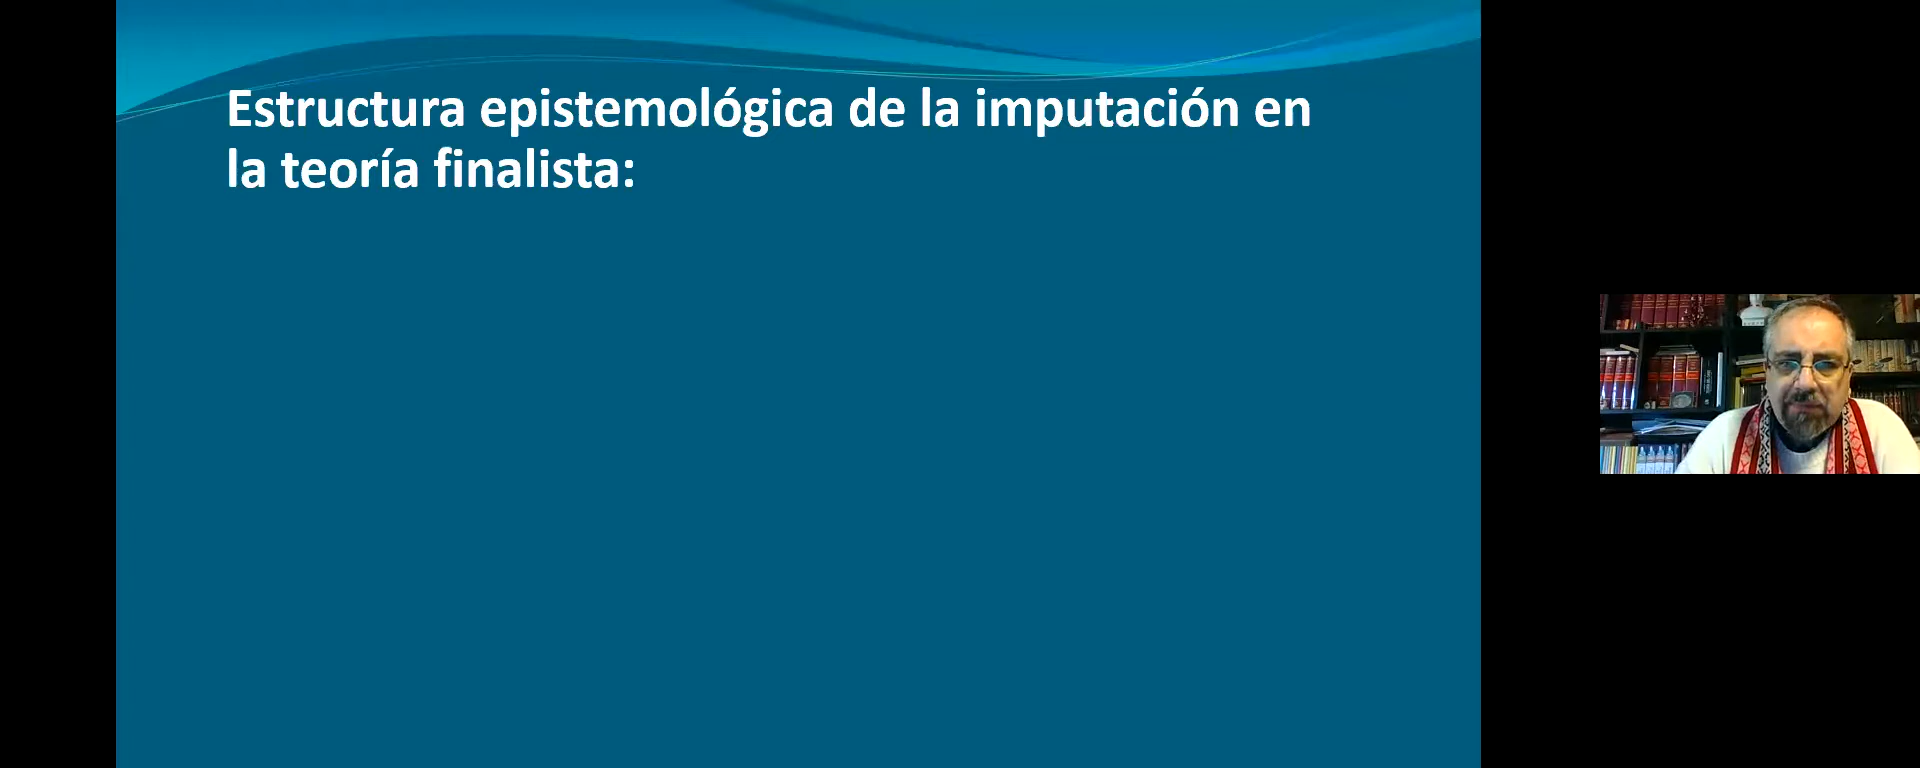 Estructura epistemológica de la imputación en
la teoría finalista: